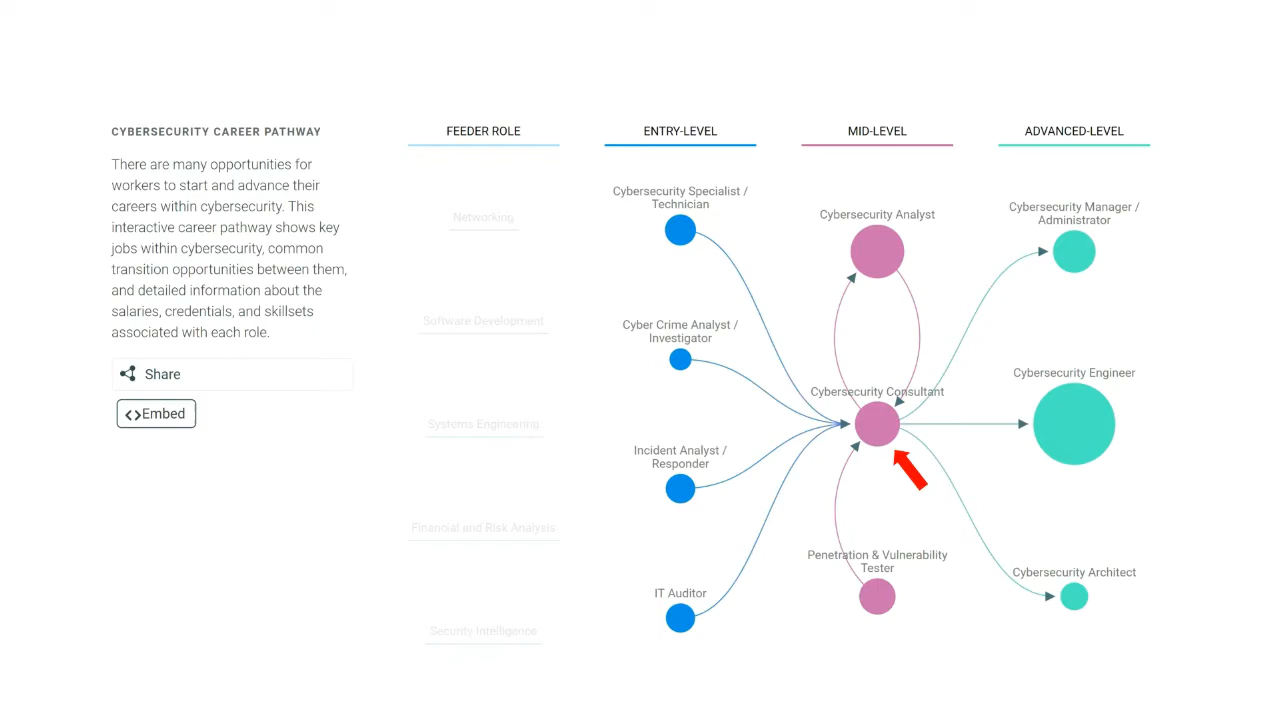 CYBERSECURITY CAREER PATHWAY
There are many opportunities for
workers to start and advance their
careers within cybersecurity. This
interactive career pathway shows key
jobs within cybersecurity, common
transition opportunities between them,
and detailed information about the
salaries, credentials, and skillsets
associated with each role.
Share
Embed
FEEDER ROLE
Networking
Software Development
Systems Engineering
Financial and Risk Analysis
Security Intelligence
ENTRY-LEVEL
Cybersecurity Specialist /
Technician
Cyber Crime Analyst /
Investigator
Incident Analyst /
Responder
IT Auditor
MID-LEVEL
Cybersecurity Analyst
Cybersecurity Consultant
Penetration & Vulnerability
Tester
ADVANCED-LEVEL
Cybersecurity Manager /
Administrator
Cybersecurity Engineer
Cybersecurity Architect